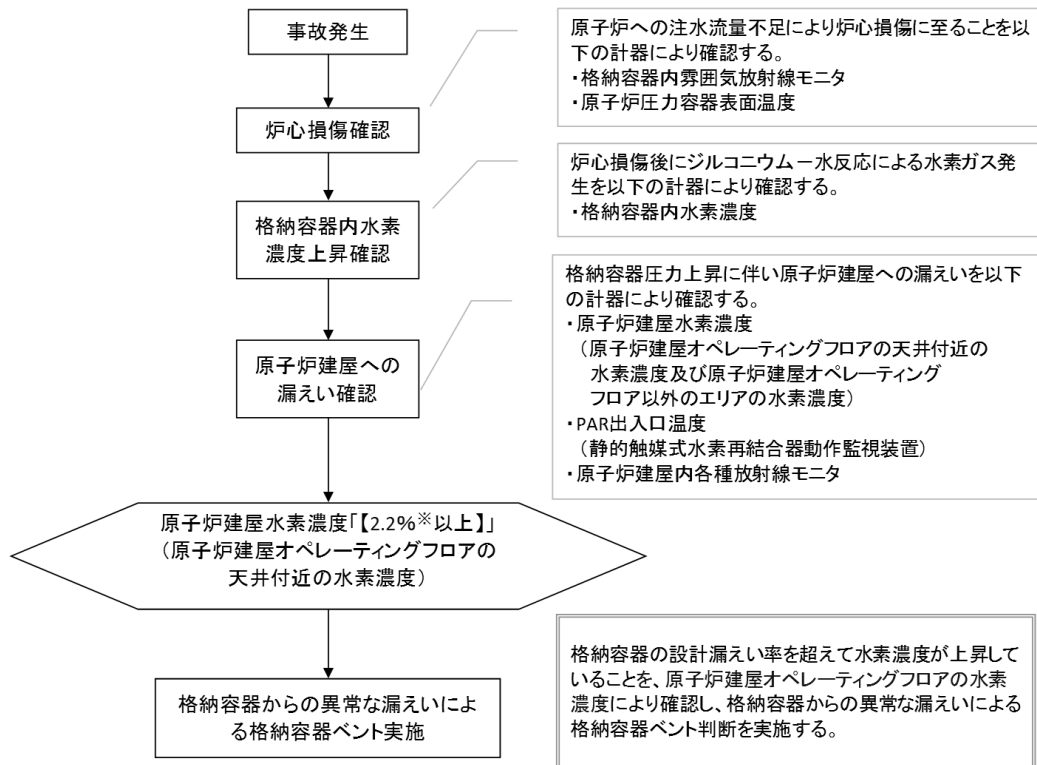 事故発生
原子炉への注水流量不足により炉心損傷に至ることを以
下の計器により確認する。
・格納容器内雰囲気放射線モニタ
・原子炉圧力容器表面温度
炉心損傷確認
炉心損傷後にジルコニウム－水反応による水素ガス発
生を以下の計器により確認する。
・格納容器内水素濃度
格納容器内水素
濃度上昇確認
格納容器圧力上昇に伴い原子炉建屋への漏えいを以下
の計器により確認する。
・原子炉建屋水素濃度
（原子炉建屋オペレーティングフロアの天井付近の
水素濃度及び原子炉建屋オペレーティング
フロア以外のエリアの水素濃度）
・PAR出入口温度
（静的触媒式水素再結合器動作監視装置）
・原子炉建屋内各種放射線モニタ
原子炉建屋への
漏えい確認
原子炉建屋水素濃度「【2.2%※以上】」
（原子炉建屋オペレーティングフロアの
天井付近の水素濃度）
格納容器からの異常な漏えいによ
る格納容器ベント実施
格納容器の設計漏えい率を超えて水素濃度が上昇して
いることを、原子炉建屋オペレーティングフロアの水素
濃度により確認し、格納容器からの異常な漏えいによる
格納容器ベント判断を実施する。